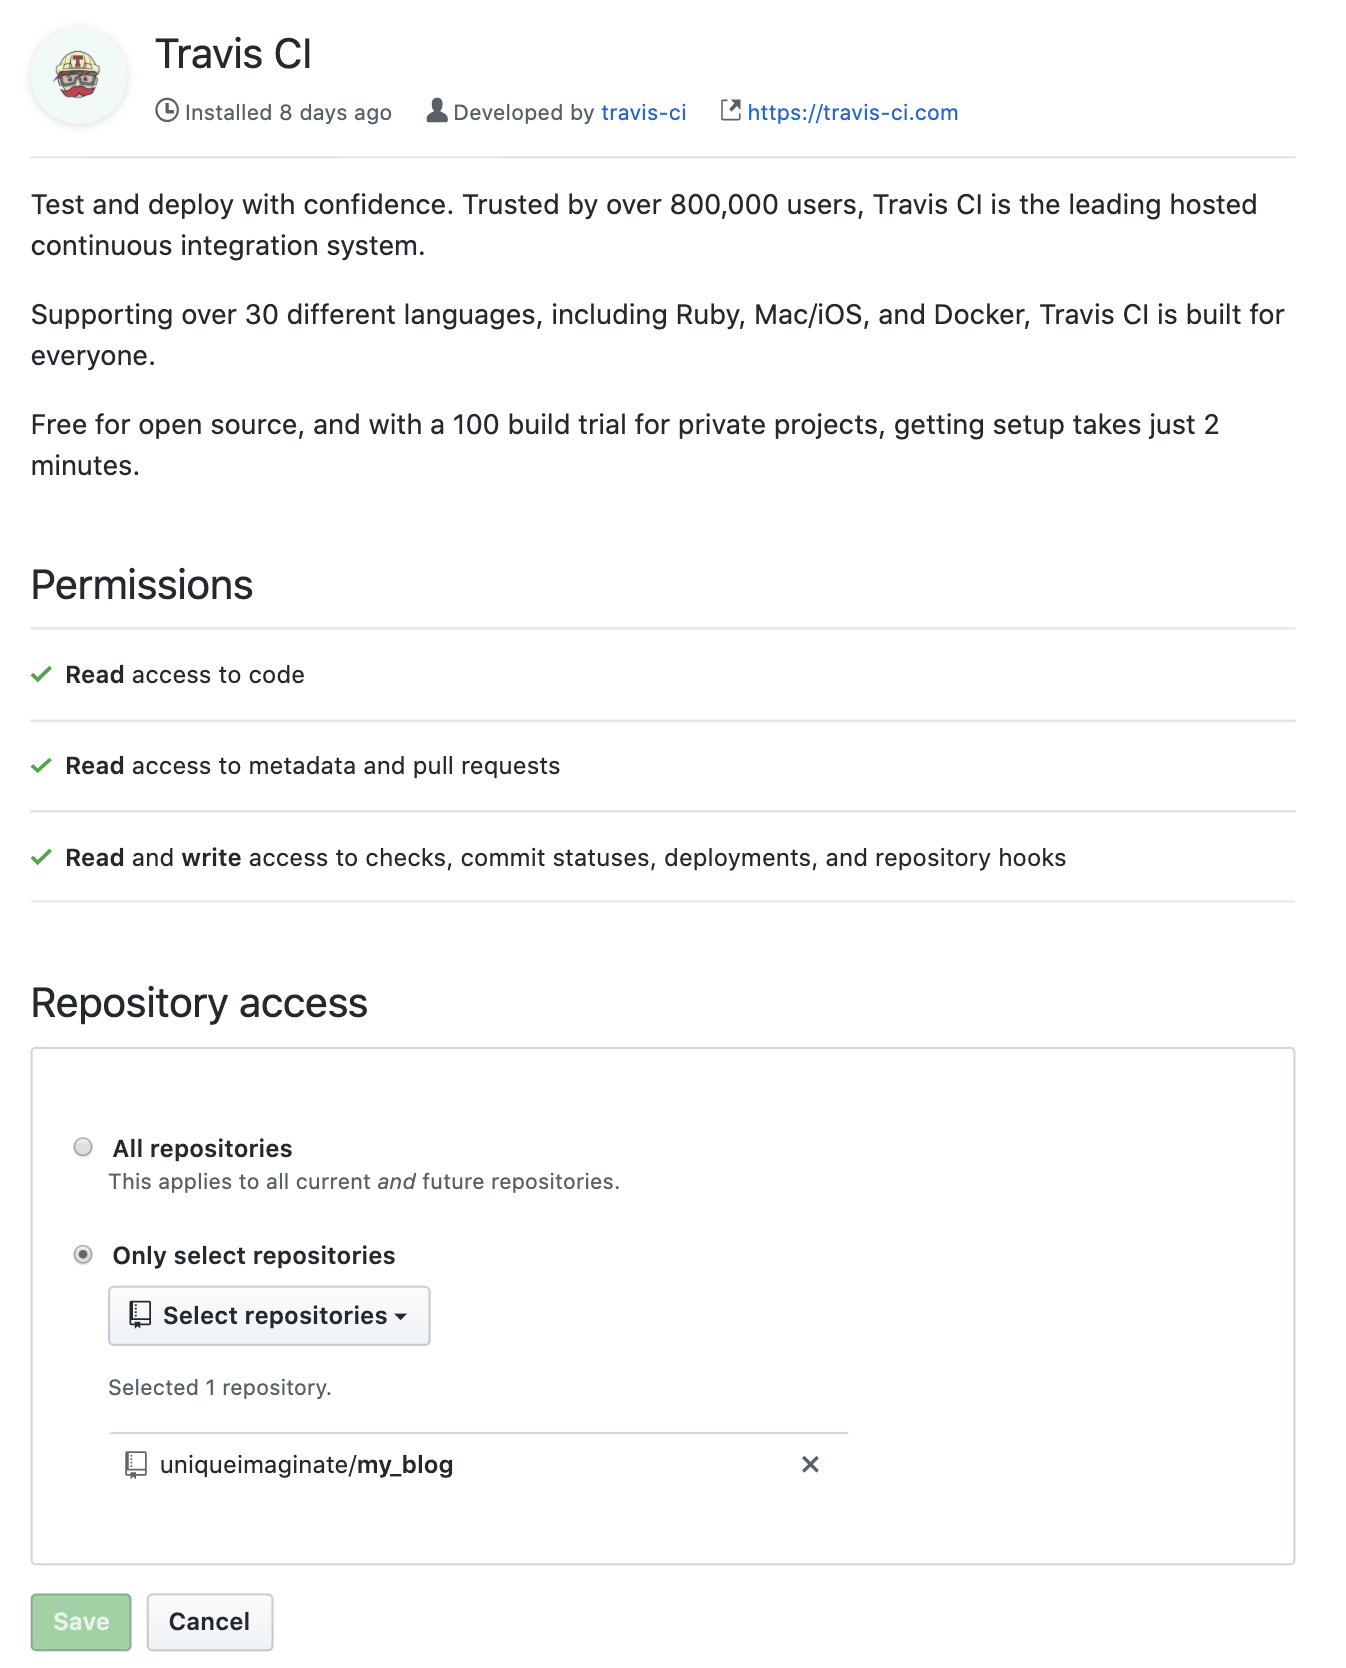 Travis CI
Installed 8 days ago Developed by travis-ci https://travis-ci.com
Test and deploy with confidence. Trusted by over 800,000 users, Travis CI is the leading hosted
continuous integration system.
Supporting over 30 different languages, including Ruby, Mac/iOS, and Docker, Travis CI is built for
everyone.
Free for open source, and with a 100 build trial for private projects, getting setup takes just 2
minutes.
Permissions
Read access to code
Read access to metadata and pull requests
Read and write access to checks, commit statuses, deployments, and repository hooks
Repository access
All repositories
This applies to all current and future repositories.
Only select repositories
Select repositories
Selected 1 repository.
uniqueimaginate/my_blog
Save Cancel